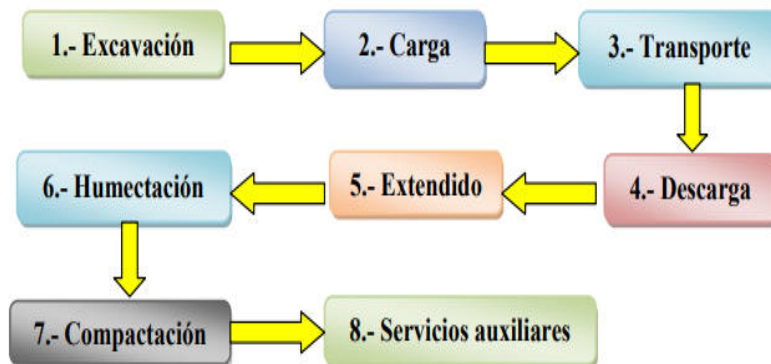 1.- Excavación
2.- Carga
3.- Transporte
4.- Descarga
5.- Extendido
6.- Humectación
7.- Compactación
8.- Servicios auxiliares